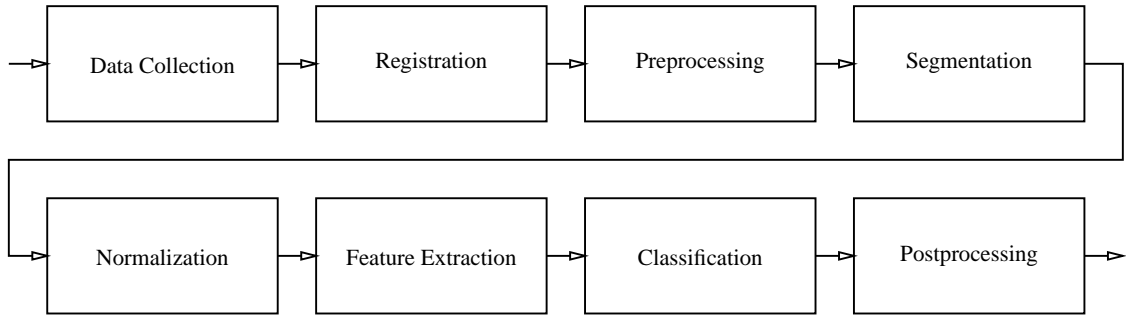 Data Collection
Registration
Preprocessing
Segmentation
Normalization
Feature Extraction
Classification
Postprocessing